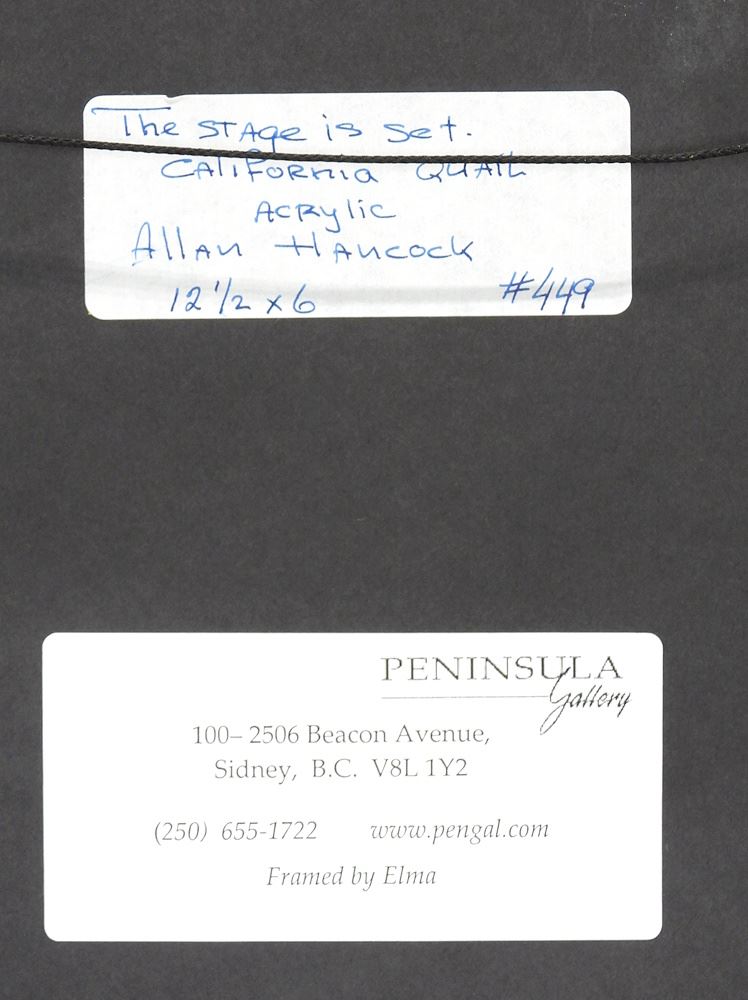 The STAGE is Set.
CALIFORNIA QUAIL
ACRYLIC
Allan Hancock
12 1/2 x 6 #449
PENINSULA
Gallery
100– 2506 Beacon Avenue,
Sidney, B.C. V8L 1Y2
(250) 655-1722 www.pengal.com
Framed by Elma